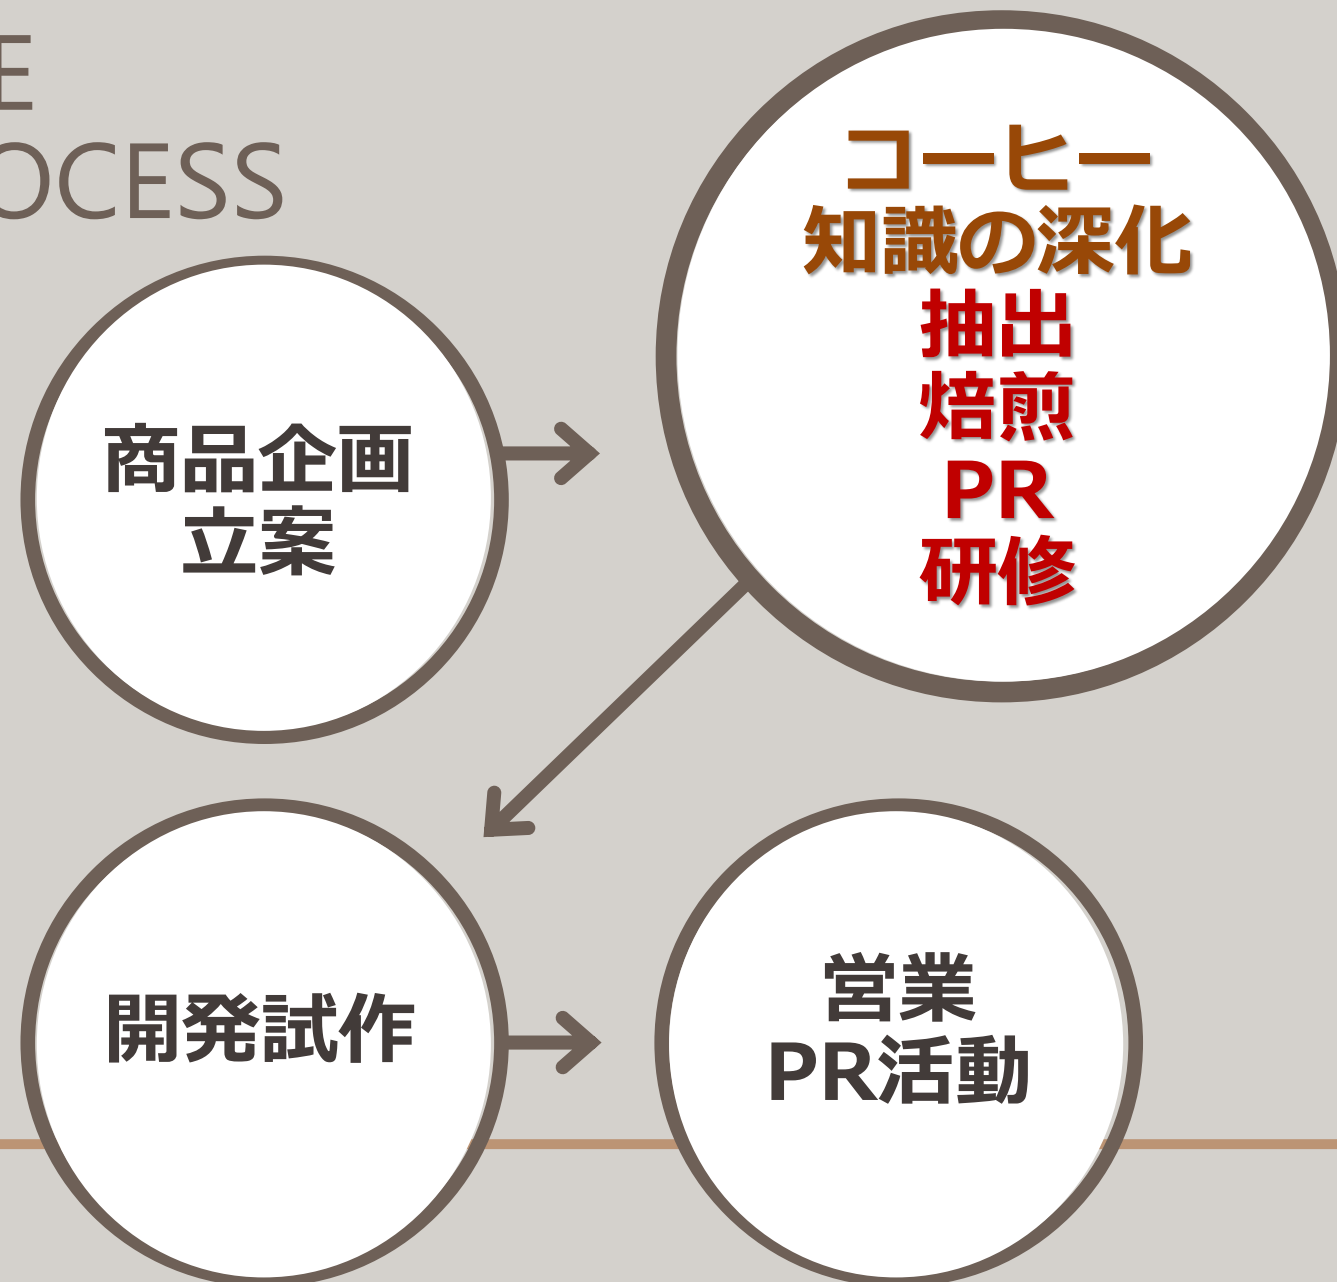 E
OCESS
商品企画
立案
コーヒー
知識の深化
抽出
焙煎
PR
研修
開発試作
営業
PR活動